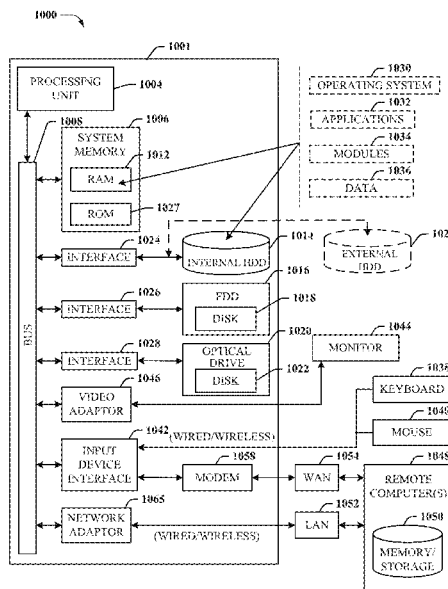 1000
1001
PROCESSING
UNIT
1004
1008
1006
SYSTEM
MEMORY
1012
RAM
1027
ROM
1030
OPERATING SYSTEM
1032
APPLICATIONS
1034
MODULES
1036
DATA
BUS
1024
INTERFACE
1014
INTERNAL HDD
EXTERNAL
HDD
1016
1026
INTERFACE
FDD
1018
DISK
1028
INTERFACE
1020
OPTICAL
DRIVE
1022
DISK
1044
MONITOR
1046
VIDEO
ADAPTOR
1038
KEYBOARD
1040
MOUSE
1042
(WIRED/WIRELESS)
INPUT
DEVICE
INTERFACE
1058
MODEM
1054
WAN
1048
REMOTE
COMPUTER(S)
1050
MEMORY/
STORAGE
1065
NETWORK
ADAPTOR
(WIRED/WIRELESS)
1052
LAN